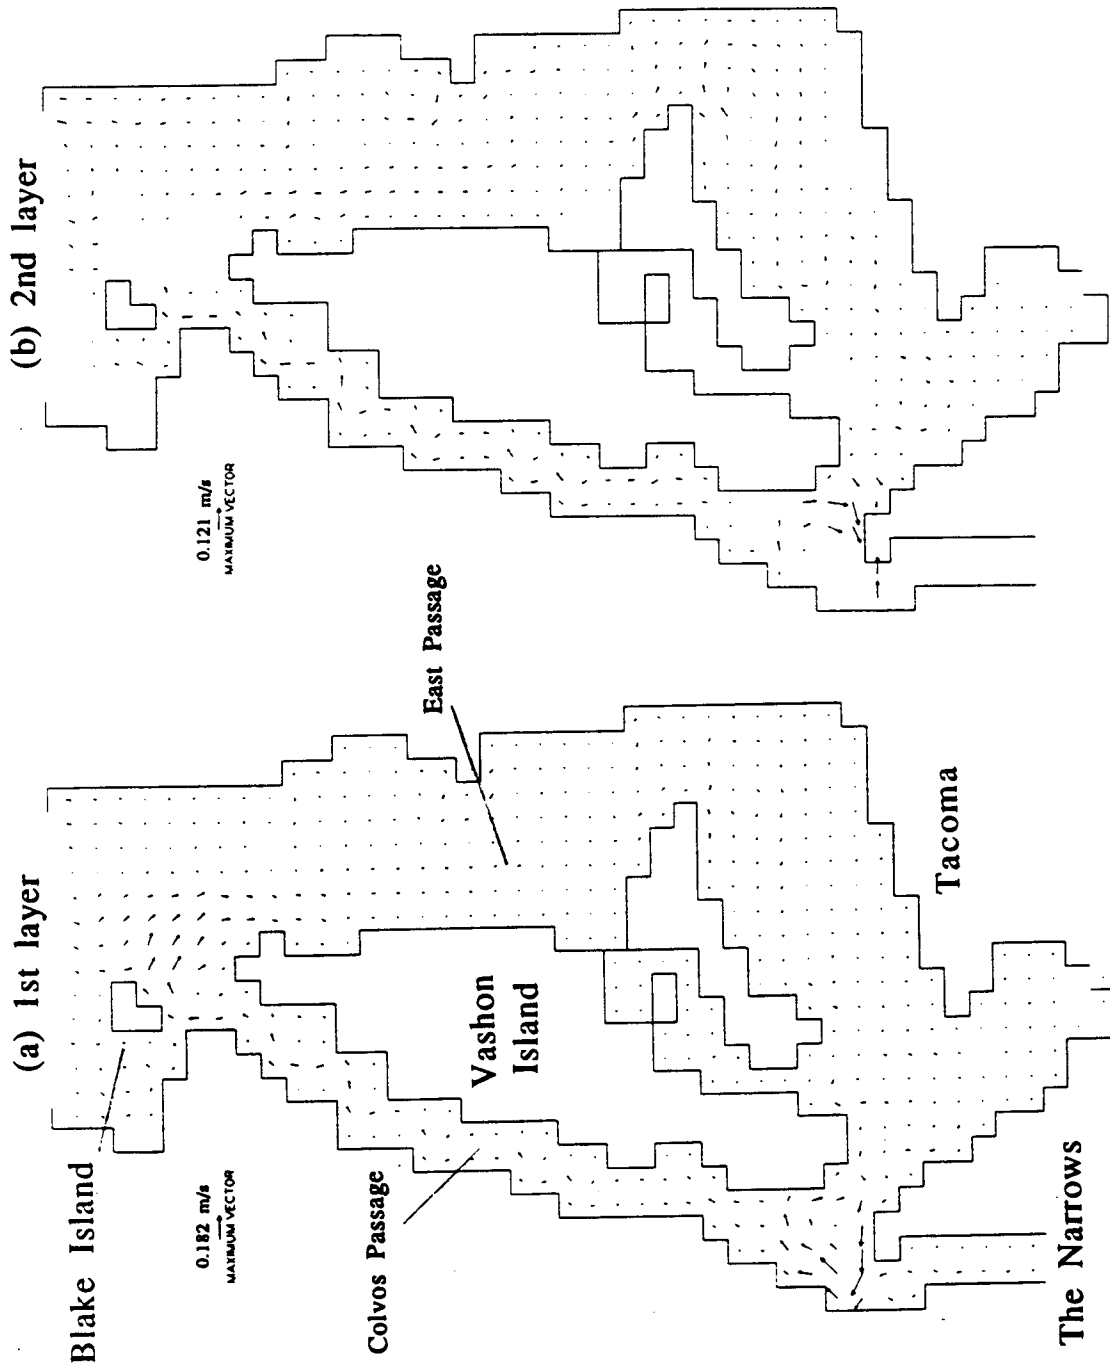 (a) 1st layer
Blake Island
0.182 m/s
MAXIMUM VECTOR
Colvos Passage
Vashon
Island
East Passage
Tacoma
The Narrows
(b) 2nd layer
0.121 m/s
MAXIMUM VECTOR